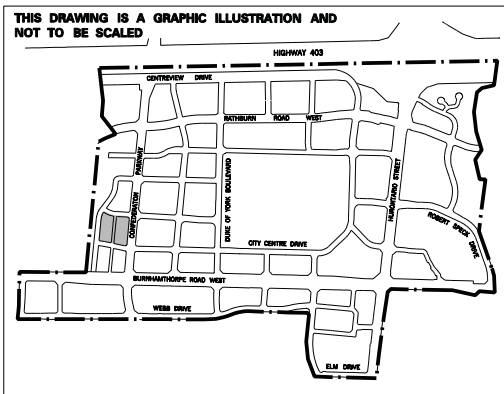 THIS DRAWING IS A GRAPHIC ILLUSTRATION AND
NOT TO BE SCALED
HIGHWAY 403
CENTREVIEW DRIVE
RATHBURN ROAD WEST
CONFEDERATION PARKWAY
DUKE OF YORK BOULEVARD
HURONTARIO STREET
ROBERT SPECK DRIVE
CITY CENTRE DRIVE
BURNHAMTHORPE ROAD WEST
WEBB DRIVE
ELM DRIVE